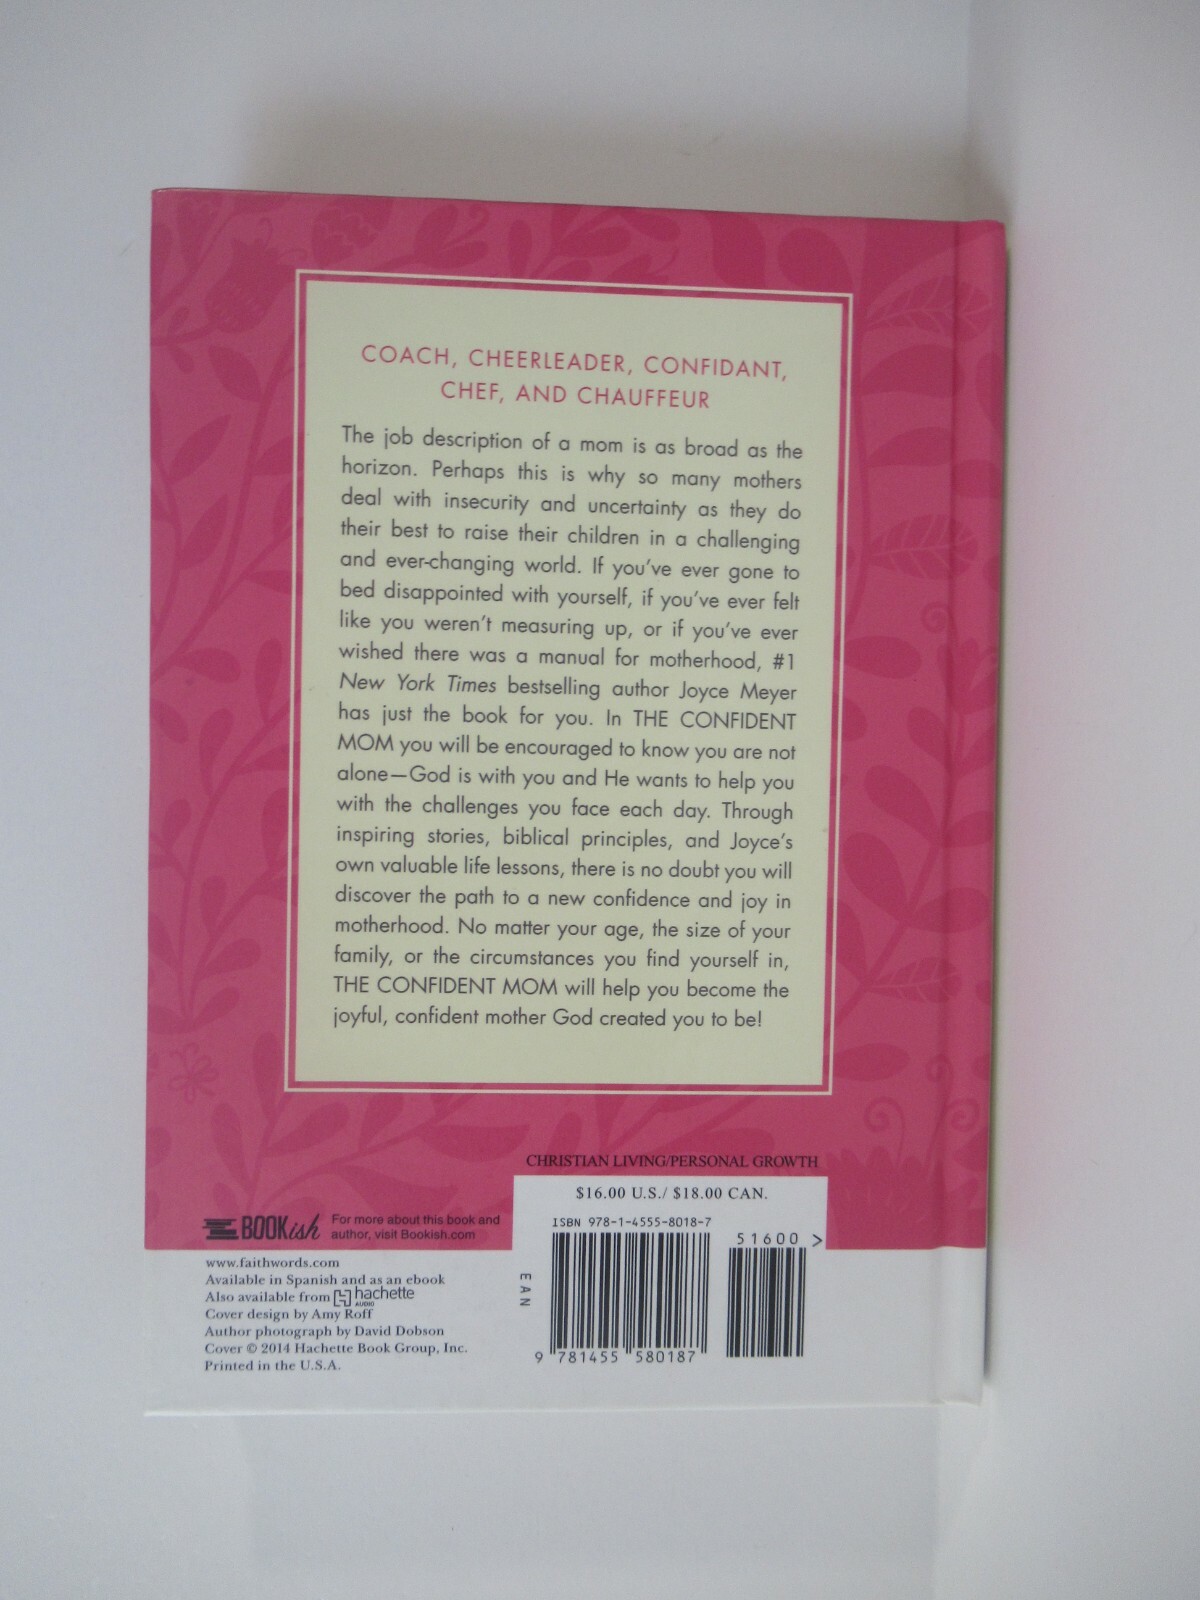 COACH, CHEERLEADER, CONFIDANT,
CHEF, AND CHAUFFEUR
The job description of a mom is as broad as the
horizon. Perhaps this is why so many mothers
deal with insecurity and uncertainty as they do
their best to raise their children in a challenging
and ever-changing world. If you've ever gone to
bed disappointed with yourself, if you've ever felt
like you weren't measuring up, or if you've ever
wished there was a manual for motherhood, #1
New York Times bestselling author Joyce Meyer
has just the book for you. In THE CONFIDENT
MOM you will be encouraged to know you are not
alone—God is with you and He wants to help you
with the challenges you face each day. Through
inspiring stories, biblical principles, and Joyce's
own valuable life lessons, there is no doubt you will
discover the path to a new confidence and joy in
motherhood. No matter your age, the size of your
family, or the circumstances you find yourself in,
THE CONFIDENT MOM will help you become the
joyful, confident mother God created you to be!
CHRISTIAN LIVING/PERSONAL GROWTH
$16.00 U.S./ $18.00 CAN.
ISBN 978-1-4555-8018-7
51600 >
EAN
9 781455 580187
BOOKish
For more about this book and
author, visit Bookish.com
www.faithwords.com
Available in Spanish and as an ebook
Also available from hachette
AUDIO
Cover design by Amy Roff
Author photograph by David Dobson
Cover © 2014 Hachette Book Group, Inc.
Printed in the U.S.A.